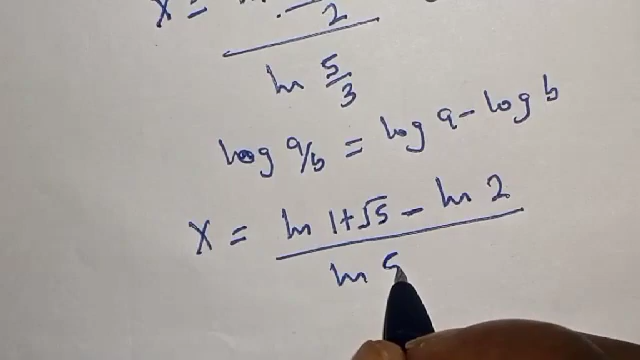 X =
2
ln 5/3
log a/b = log a - log b
X = ln 1+√5 - ln 2
ln 5